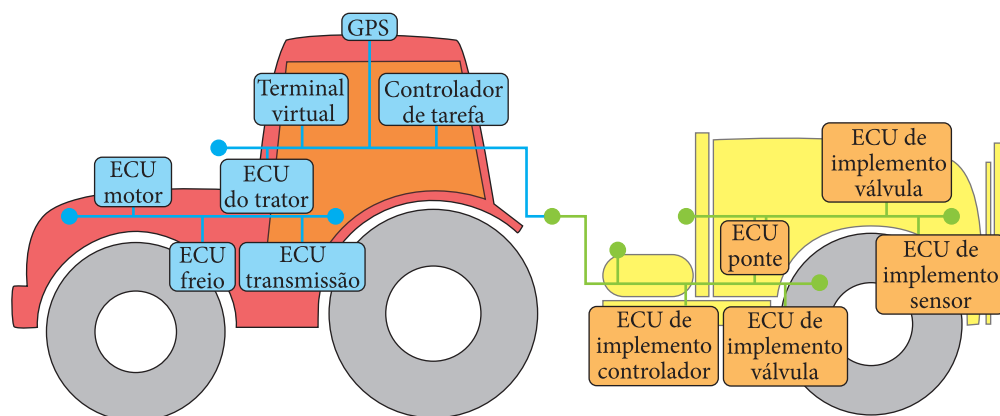 GPS
Terminal
virtual
Controlador
de tarefa
ECU
motor
ECU
do trator
ECU
freio
ECU
transmissão
ECU de
implemento
válvula
ECU
ponte
ECU de
implemento
sensor
ECU de
implemento
controlador
ECU de
implemento
válvula